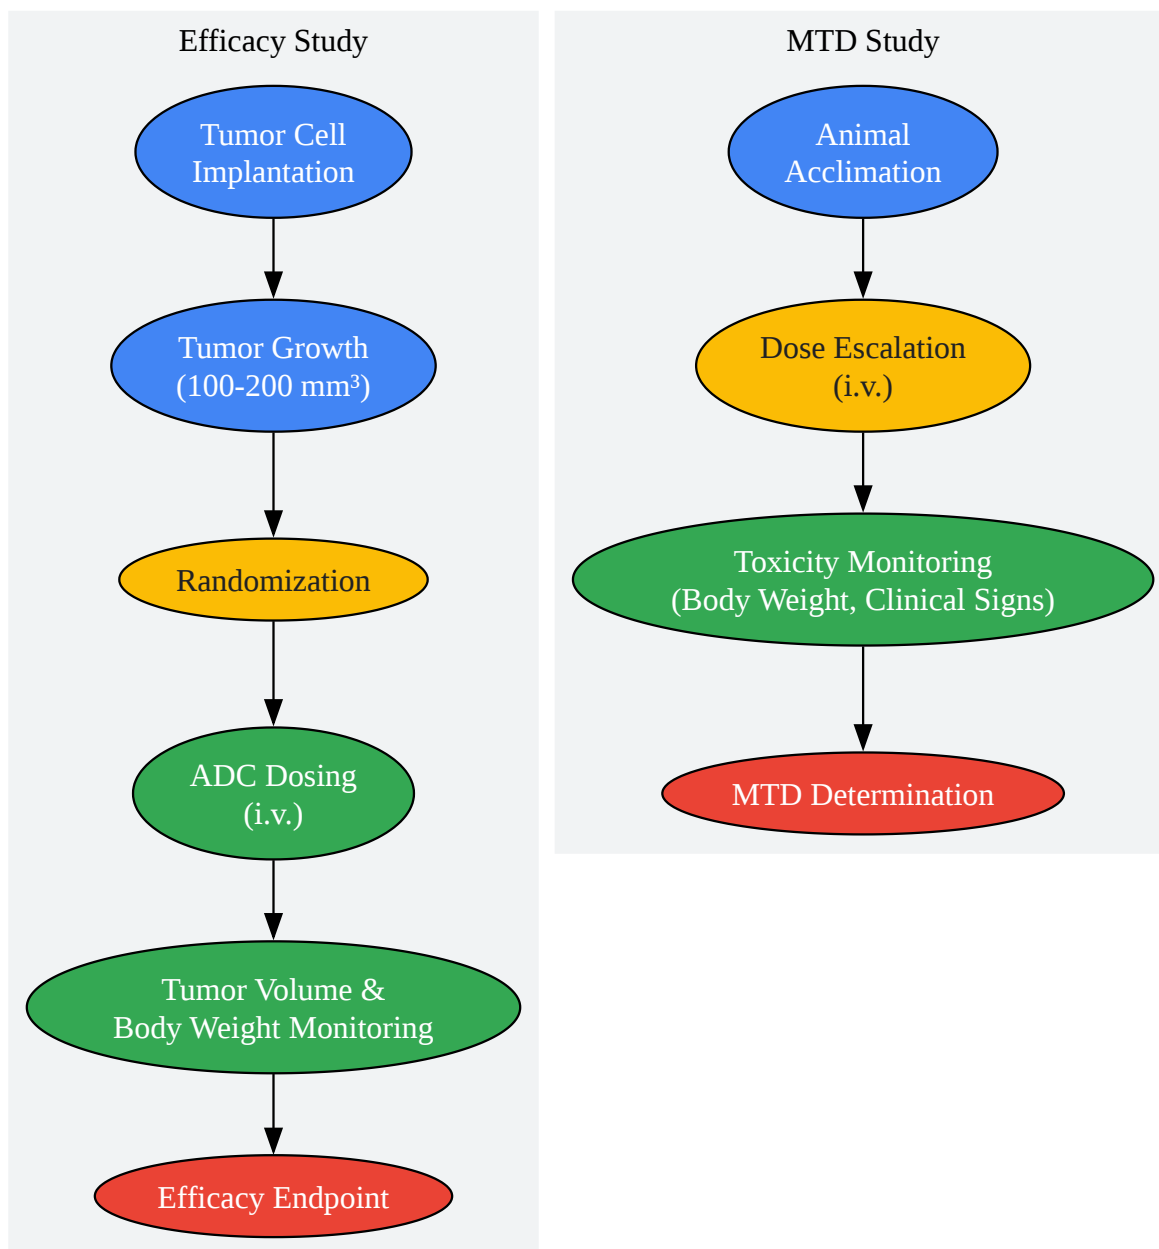 Efficacy Study
Tumor Cell
Implantation
Tumor Growth
(100-200 mm³)
Randomization
ADC Dosing
(i.v.)
Tumor Volume &
Body Weight Monitoring
Efficacy Endpoint
MTD Study
Animal
Acclimation
Dose Escalation
(i.v.)
Toxicity Monitoring
(Body Weight, Clinical Signs)
MTD Determination